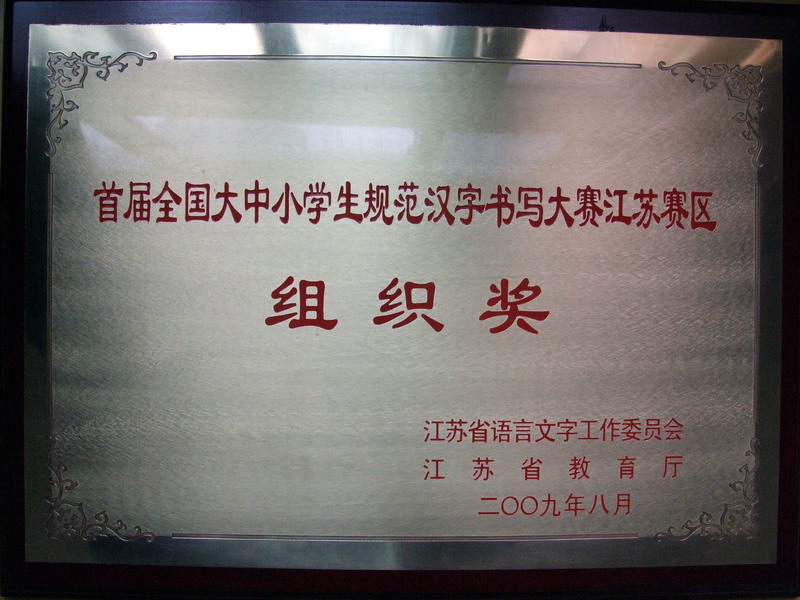 首届全国大中小学生规范汉字书写大赛江苏赛区
组织奖
江苏省语言文字工作委员会
江苏省教育厅
二〇〇九年八月